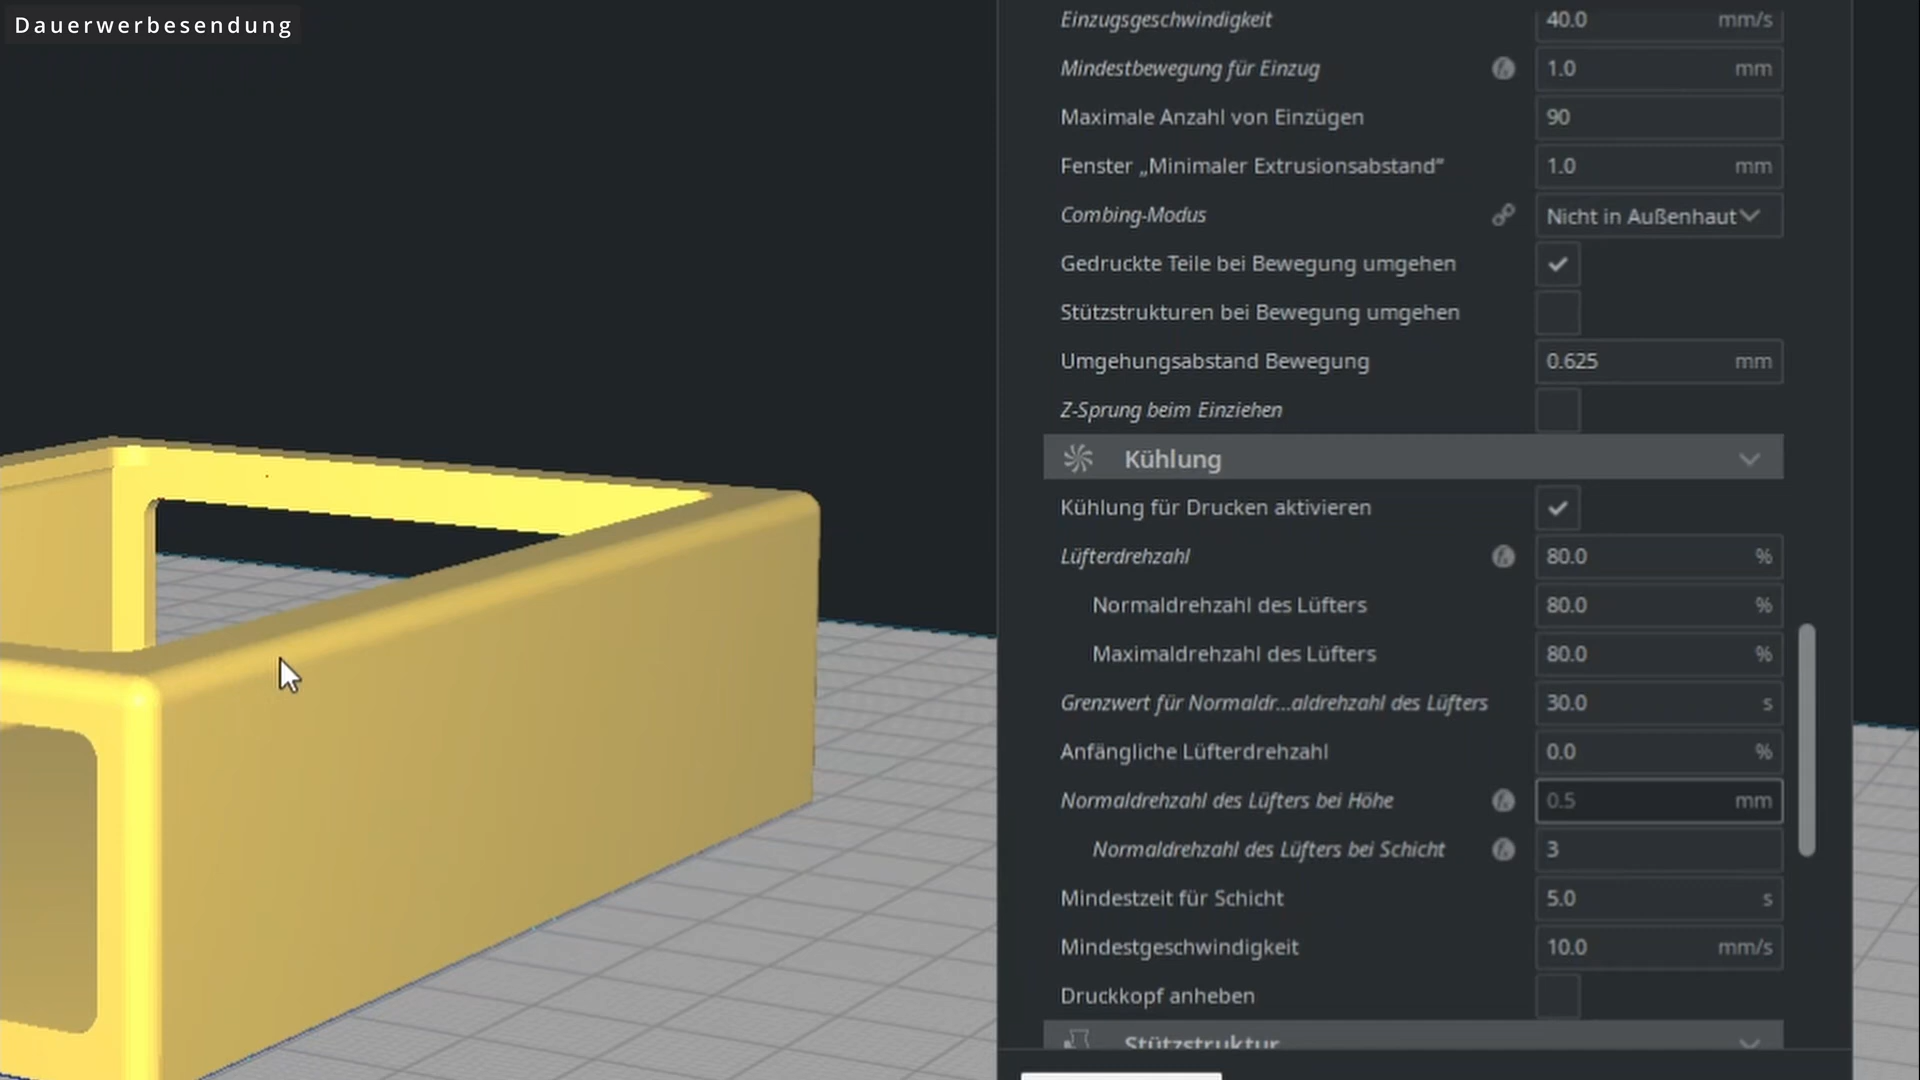 Dauerwerbesendung
Einzugsgeschwindigkeit 40.0 mm/s
Mindestbewegung für Einzug 1.0 mm
Maximale Anzahl von Einzügen 90
Fenster „Minimaler Extrusionsabstand“ 1.0 mm
Combing-Modus Nicht in Außenhaut
Gedruckte Teile bei Bewegung umgehen
Stützstrukturen bei Bewegung umgehen
Umgehungsabstand Bewegung 0.625 mm
Z-Sprung beim Einziehen
Kühlung
Kühlung für Drucken aktivieren
Lüfterdrehzahl 80.0 %
Normaldrehzahl des Lüfters 80.0 %
Maximaldrehzahl des Lüfters 80.0 %
Grenzwert für Normaldr...aldrehzahl des Lüfters 30.0 s
Anfängliche Lüfterdrehzahl 0.0 %
Normaldrehzahl des Lüfters bei Höhe 0.5 mm
Normaldrehzahl des Lüfters bei Schicht 3
Mindestzeit für Schicht 5.0 s
Mindestgeschwindigkeit 10.0 mm/s
Druckkopf anheben
Stützstruktur